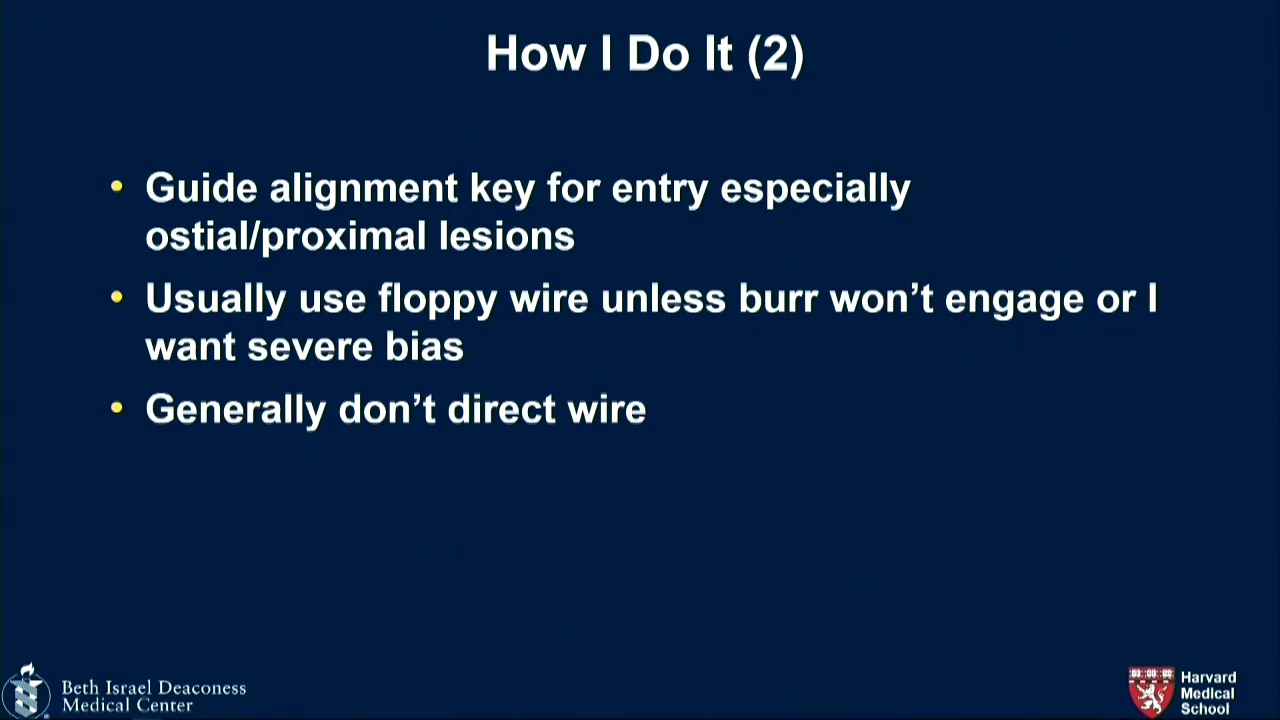 How I Do It (2)
• Guide alignment key for entry especially
ostial/proximal lesions
• Usually use floppy wire unless burr won’t engage or I
want severe bias
• Generally don’t direct wire
Beth Israel Deaconess
Medical Center
Harvard
Medical
School